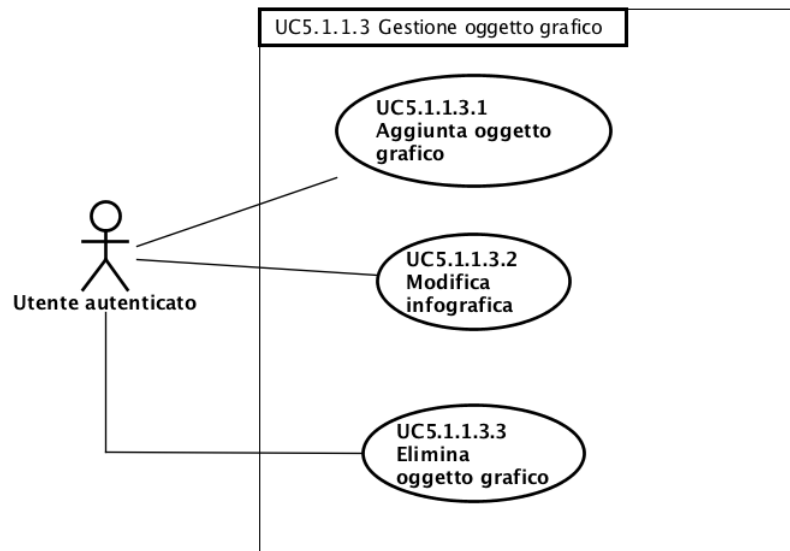 UC5.1.1.3 Gestione oggetto grafico
UC5.1.1.3.1
Aggiunta oggetto
grafico
UC5.1.1.3.2
Modifica
infografica
Utente autenticato
UC5.1.1.3.3
Elimina
oggetto grafico